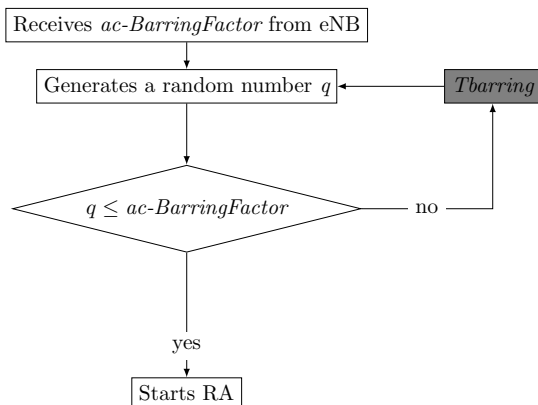 Receives ac-BarringFactor from eNB
Generates a random number q
Tbarring
q ≤ ac-BarringFactor
no
yes
Starts RA